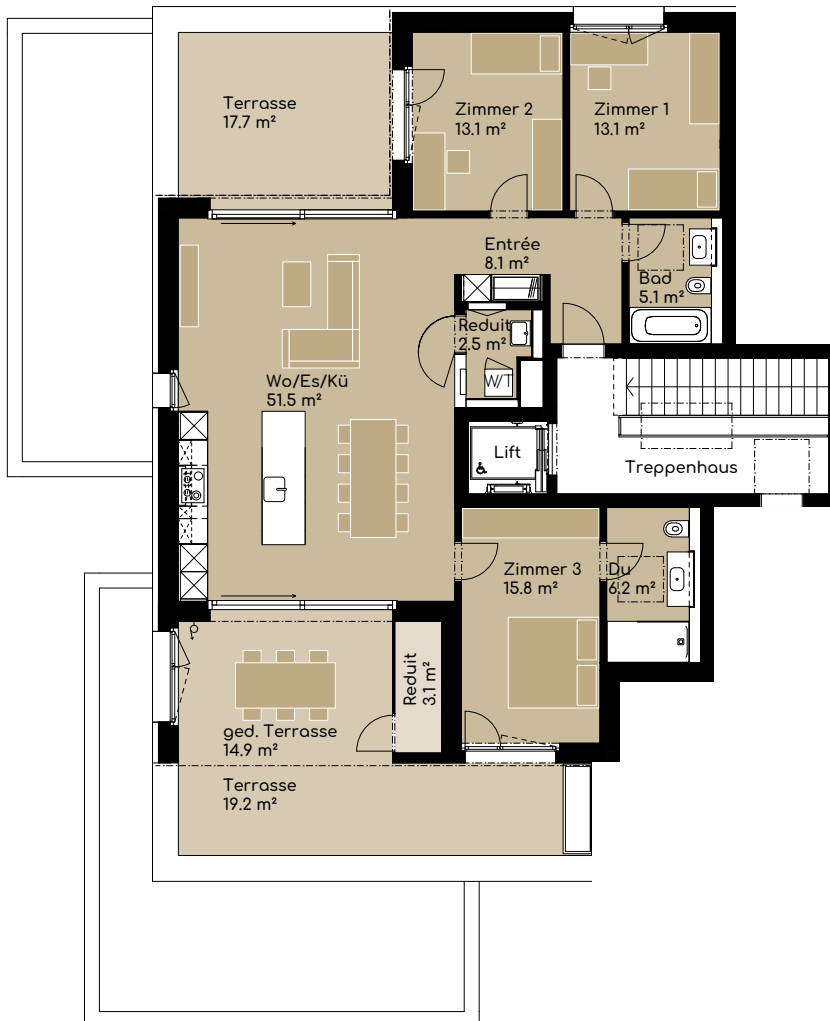 Terrasse
17.7 m²
Zimmer 2
13.1 m²
Zimmer 1
13.1 m²
Entrée
8.1 m²
Bad
5.1 m²
Reduit
2.5 m²
W/T
Wo/Es/Kü
51.5 m²
Lift
Treppenhaus
Zimmer 3
15.8 m²
Du
6.2 m²
Reduit
3.1 m²
ged. Terrasse
14.9 m²
Terrasse
19.2 m²